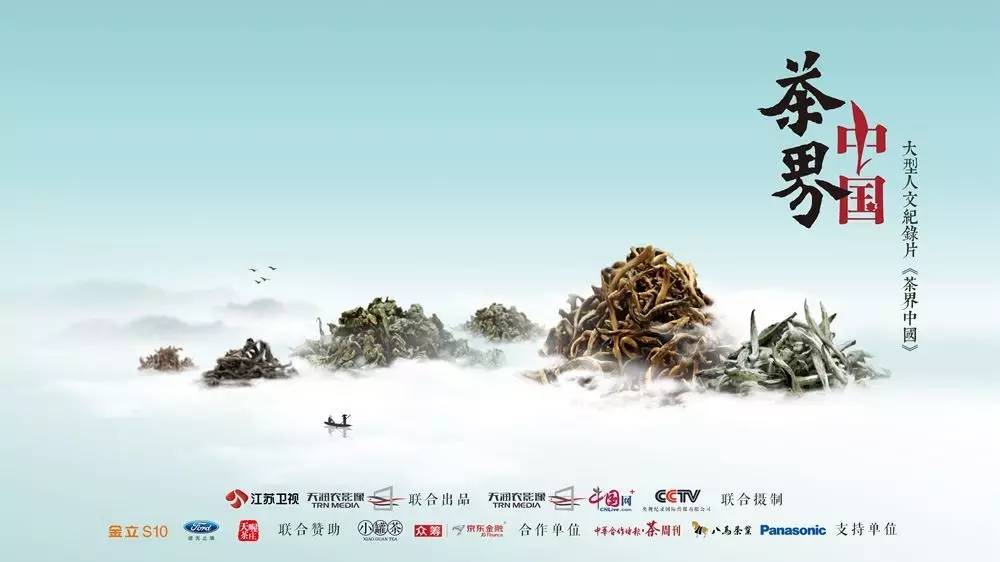 茶界
中国
大型人文紀錄片《茶界中國》
江苏卫视 天润农影像 TRN MEDIA 联合出品 天润农影像 TRN MEDIA 中国网+ CNLive.com CCTV 央视纪录国际传媒有限公司 联合摄制
金立 S10 Ford 天福茶庄 联合赞助 小罐茶 XIAO GUAN TEA 众筹 京东金融 JD Finance 合作单位 中华合作时报·茶周刊 八马茶业 Panasonic 支持单位